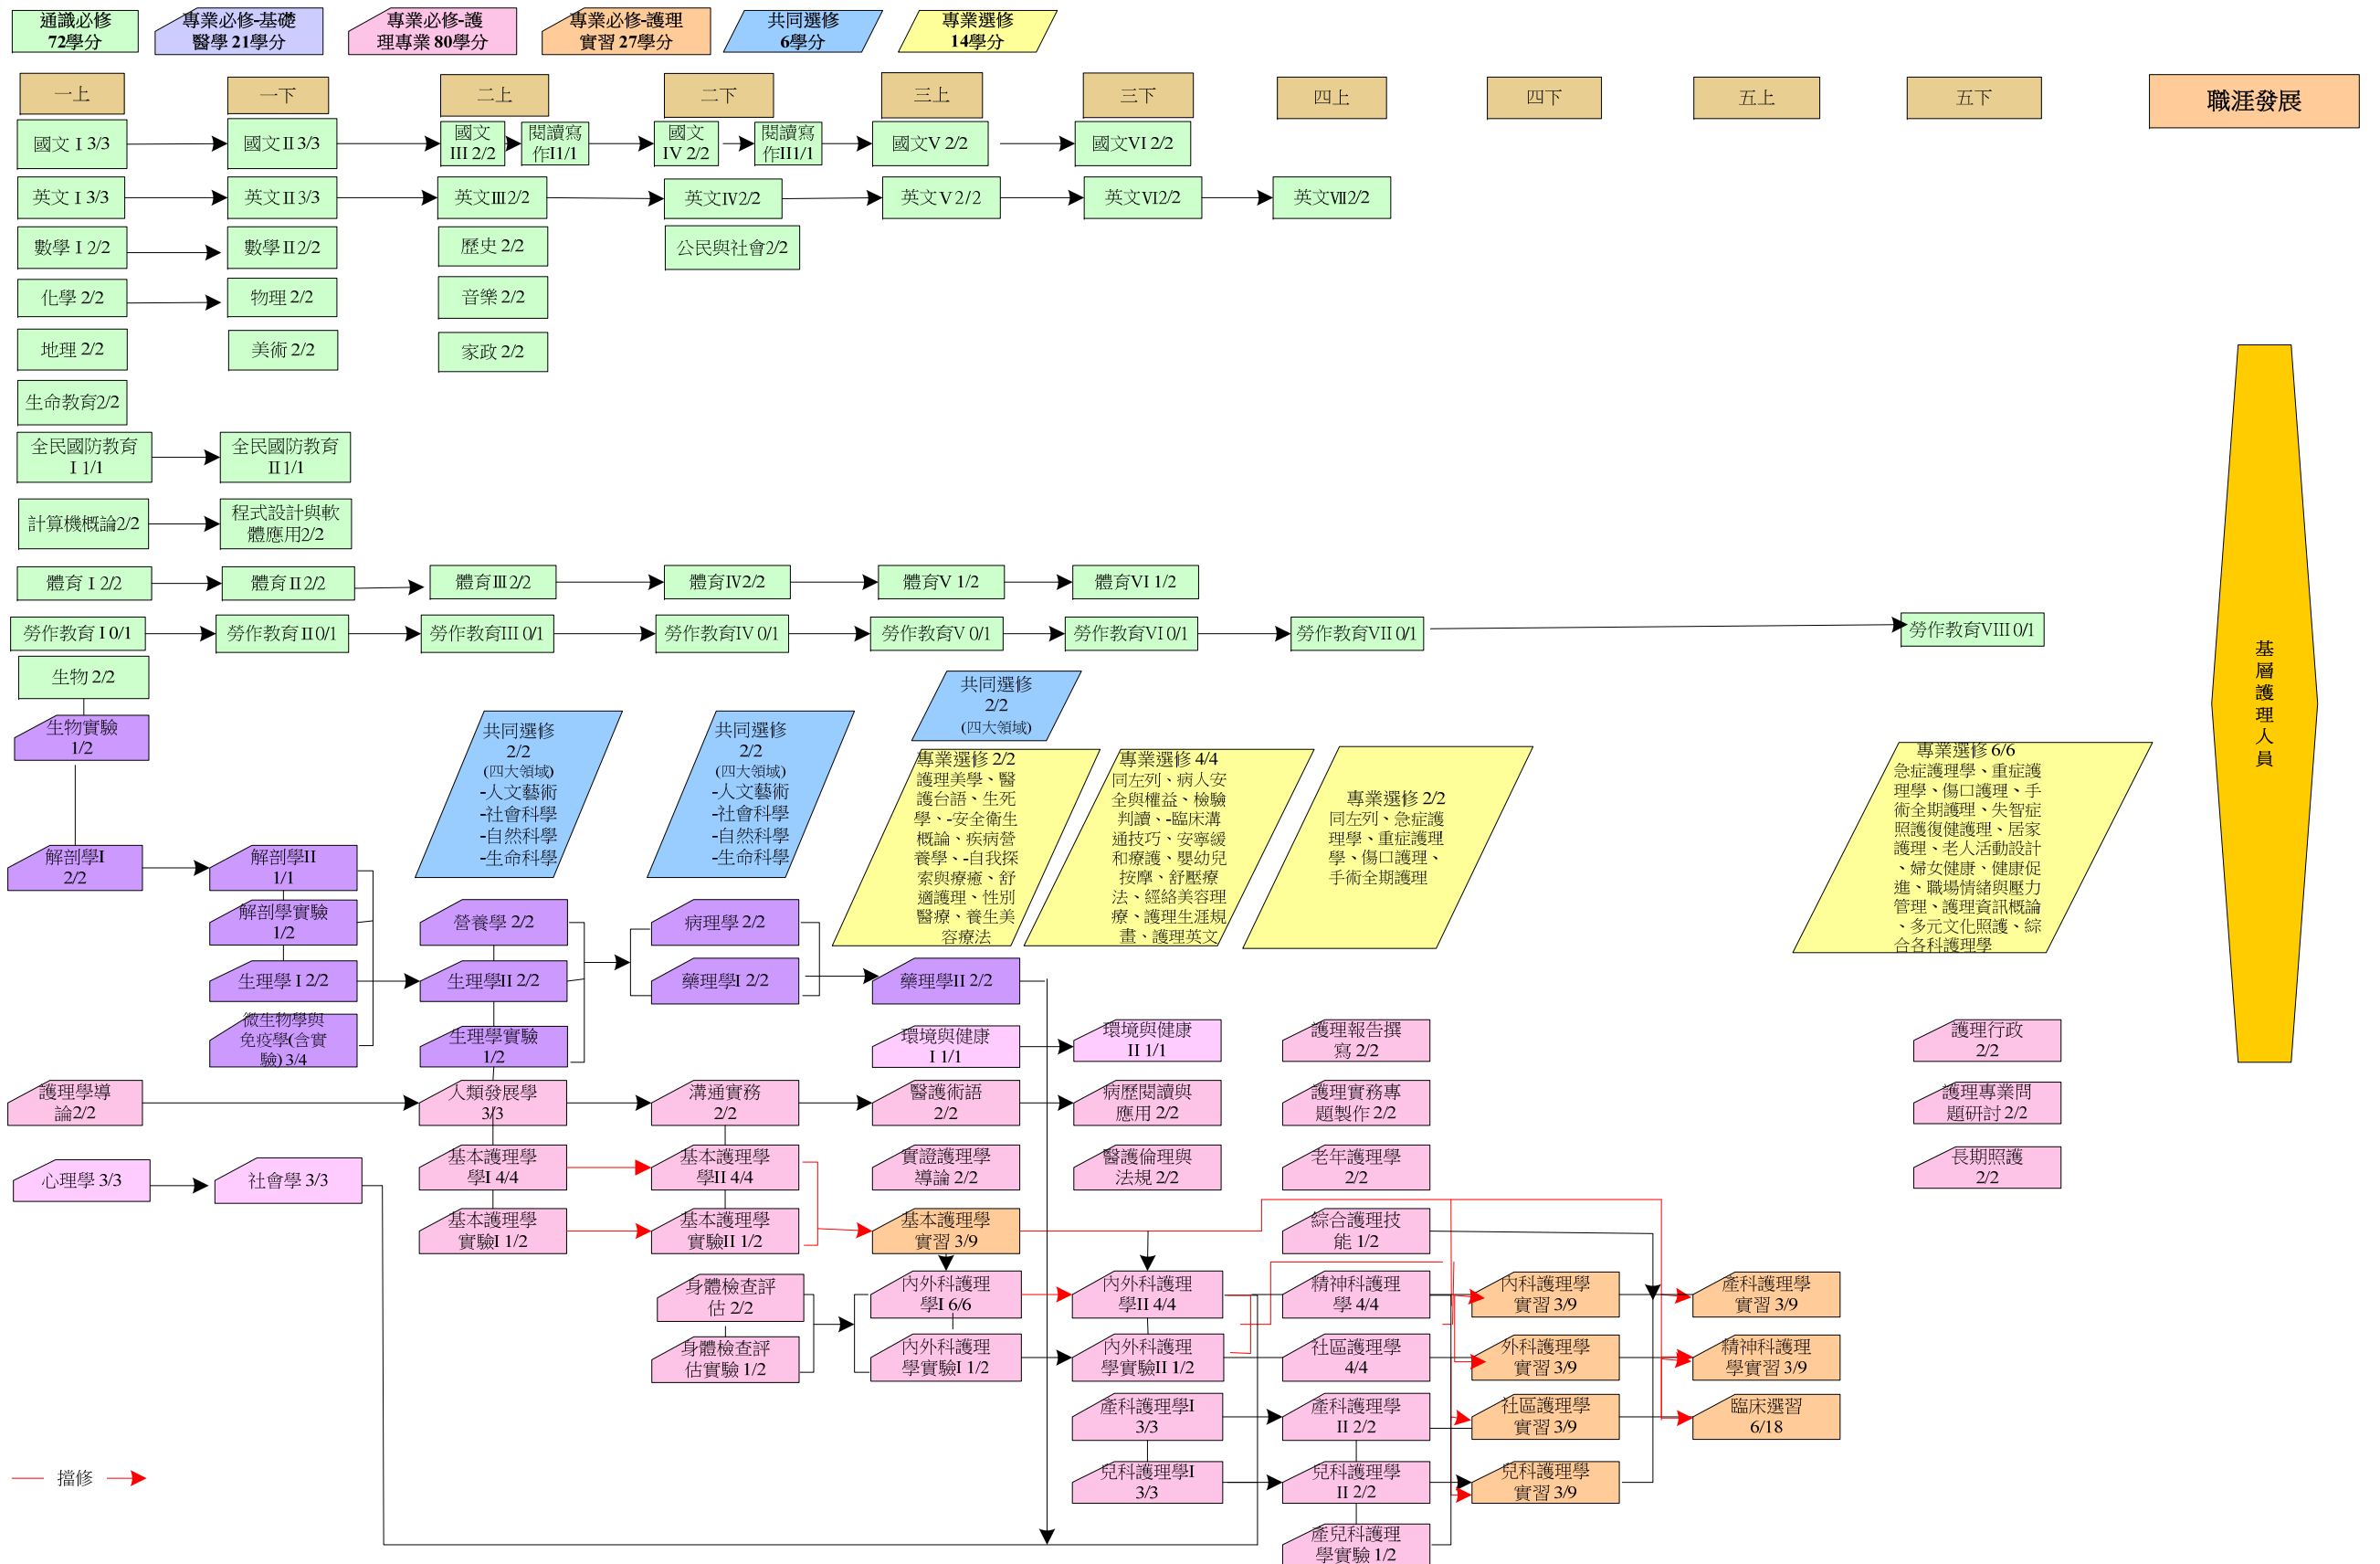 通識必修
72學分
專業必修-基礎
醫學 21學分
專業必修-護
理專業 80學分
專業必修-護理
實習 27學分
共同選修
6學分
專業選修
14學分
一上
一下
二上
二下
三上
三下
四上
四下
五上
五下
職涯發展
國文 I 3/3
國文 II 3/3
國文
III 2/2
閱讀寫
作I1/1
國文
IV 2/2
閱讀寫
作II1/1
國文V 2/2
國文VI 2/2
英文 I 3/3
英文 II 3/3
英文III 2/2
英文IV2/2
英文V 2/2
英文VI2/2
英文VII2/2
數學 I 2/2
數學 II 2/2
歷史 2/2
公民與社會2/2
化學 2/2
物理 2/2
音樂 2/2
地理 2/2
美術 2/2
家政 2/2
生命教育2/2
全民國防教育
I 1/1
全民國防教育
II 1/1
計算機概論2/2
程式設計與軟
體應用2/2
體育 I 2/2
體育 II 2/2
體育III 2/2
體育IV2/2
體育V 1/2
體育VI 1/2
勞作教育 I 0/1
勞作教育 II 0/1
勞作教育III 0/1
勞作教育IV 0/1
勞作教育V 0/1
勞作教育VI 0/1
勞作教育VII 0/1
勞作教育VIII 0/1
基層護理人員
生物 2/2
生物實驗
1/2
共同選修
2/2
(四大領域)
-人文藝術
-社會科學
-自然科學
-生命科學
共同選修
2/2
(四大領域)
-人文藝術
-社會科學
-自然科學
-生命科學
共同選修
2/2
(四大領域)
專業選修 2/2
護理美學、醫
護台語、生死
學、-安全衛生
概論、疾病營
養學、-自我探
索與療癒、舒
適護理、性別
醫療、養生美
容療法
專業選修 4/4
同左列、病人安
全與權益、檢驗
判讀、-臨床溝
通技巧、安寧緩
和療護、嬰幼兒
按摩、舒壓療
法、經絡美容理
療、護理生涯規
畫、護理英文
專業選修 2/2
同左列、急症護
理學、重症護理
學、傷口護理、
手術全期護理
專業選修 6/6
急症護理學、重症護
理學、傷口護理、手
術全期護理、失智症
照護復健護理、居家
護理、老人活動設計
、婦女健康、健康促
進、職場情緒與壓力
管理、護理資訊概論
、多元文化照護、綜
合各科護理學
解剖學I
2/2
解剖學II
1/1
解剖學實驗
1/2
生理學 I 2/2
微生物學與
免疫學(含實
驗) 3/4
營養學 2/2
生理學II 2/2
生理學實驗
1/2
病理學 2/2
藥理學I 2/2
藥理學II 2/2
環境與健康
I 1/1
環境與健康
II 1/1
護理報告撰
寫 2/2
護理行政
2/2
護理學導
論2/2
人類發展學
3/3
溝通實務
2/2
醫護術語
2/2
病歷閱讀與
應用 2/2
護理實務專
題製作 2/2
護理專業問
題研討 2/2
心理學 3/3
社會學 3/3
基本護理學
學I 4/4
基本護理學
學II 4/4
實證護理學
導論 2/2
醫護倫理與
法規 2/2
老年護理學
2/2
長期照護
2/2
基本護理學
實驗I 1/2
基本護理學
實驗II 1/2
基本護理學
實習 3/9
綜合護理技
能 1/2
身體檢查評
估 2/2
內外科護理
學I 6/6
內外科護理
學II 4/4
精神科護理
學 4/4
內科護理學
實習 3/9
產科護理學
實習 3/9
身體檢查評
估實驗 1/2
內外科護理
學實驗I 1/2
內外科護理
學實驗II 1/2
社區護理學
4/4
外科護理學
實習 3/9
精神科護理
學實習 3/9
產科護理學I
3/3
產科護理學
II 2/2
社區護理學
實習 3/9
臨床選習
6/18
兒科護理學I
3/3
兒科護理學
II 2/2
兒科護理學
實習 3/9
產兒科護理
學實驗 1/2
擋修